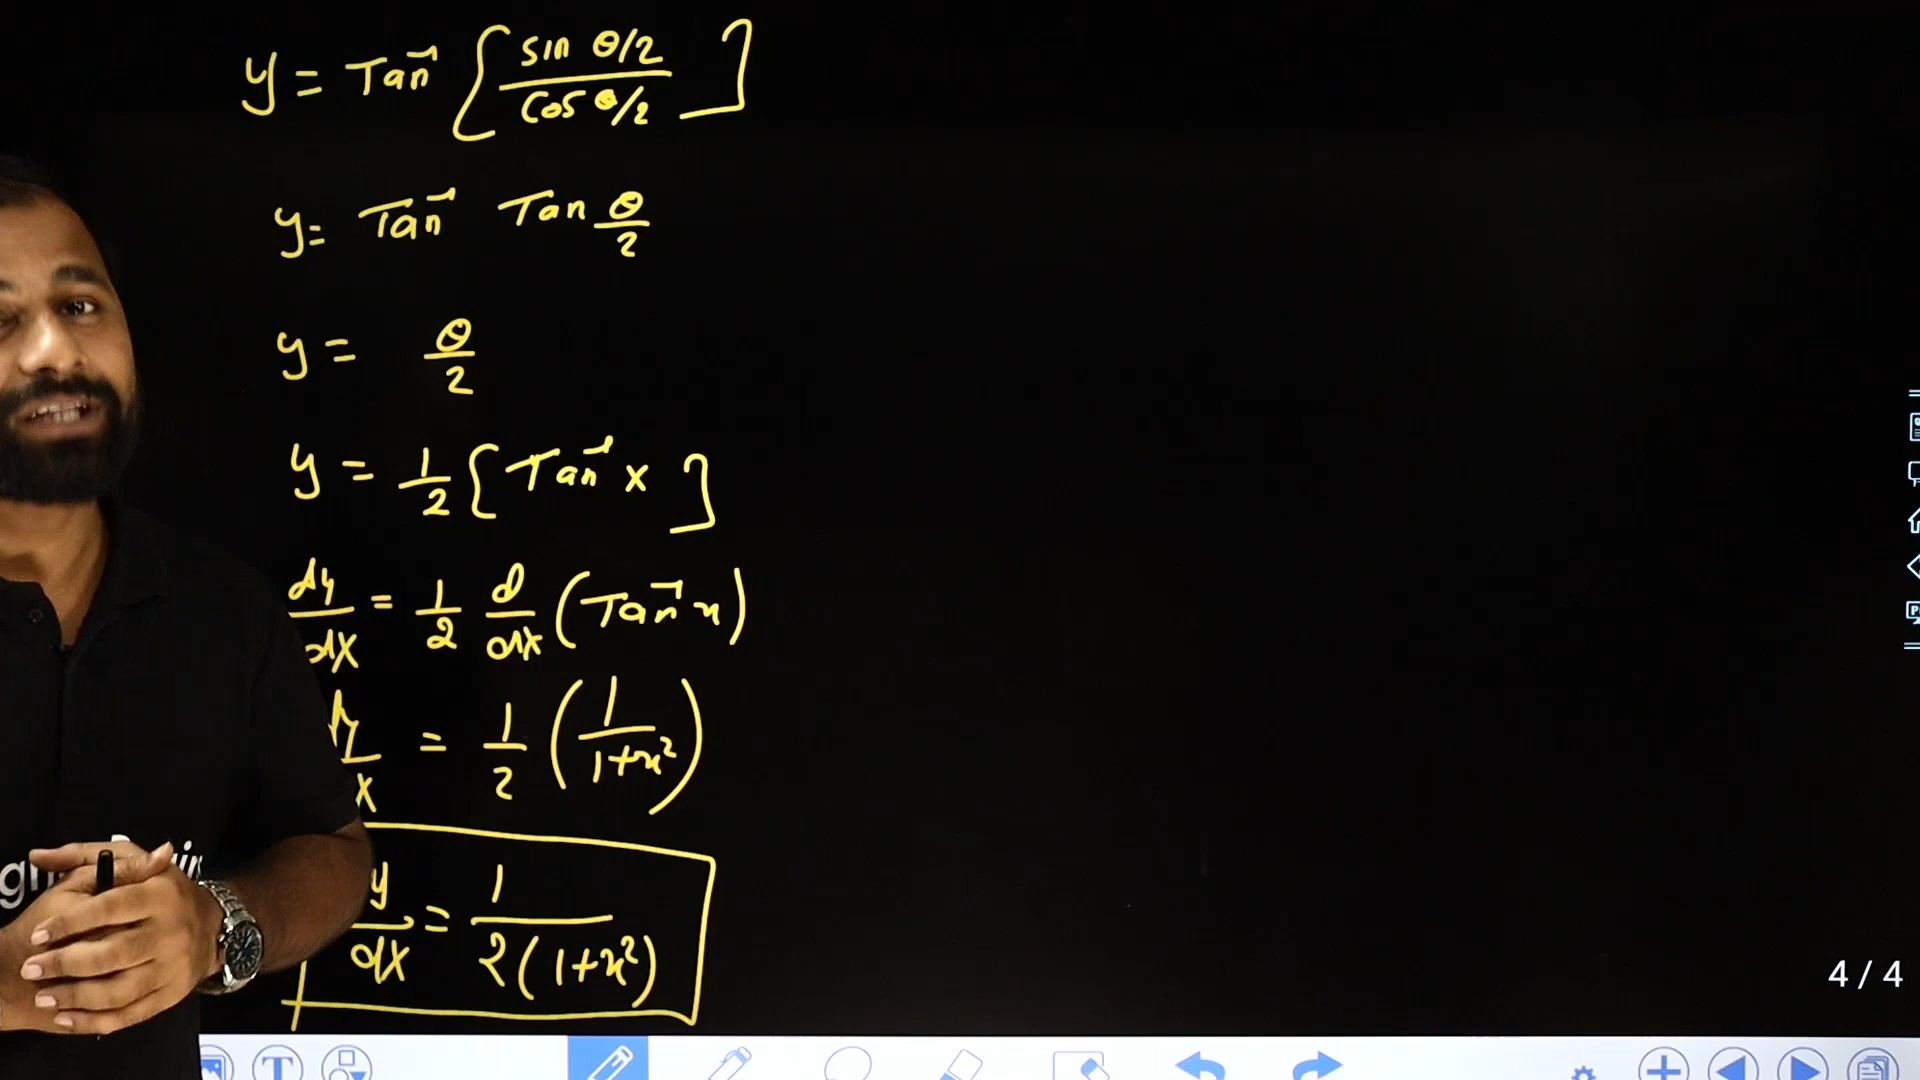 y = Tan⁻¹ [ sin θ/2 / cos θ/2 ]
y = Tan⁻¹ Tan θ/2
y = θ/2
y = 1/2 [ Tan⁻¹ x ]
dy/dx = 1/2 d/dx (Tan⁻¹ x)
y/x = 1/2 ( 1/1+x² )
y/dx = 1/2(1+x²)
4 / 4
T